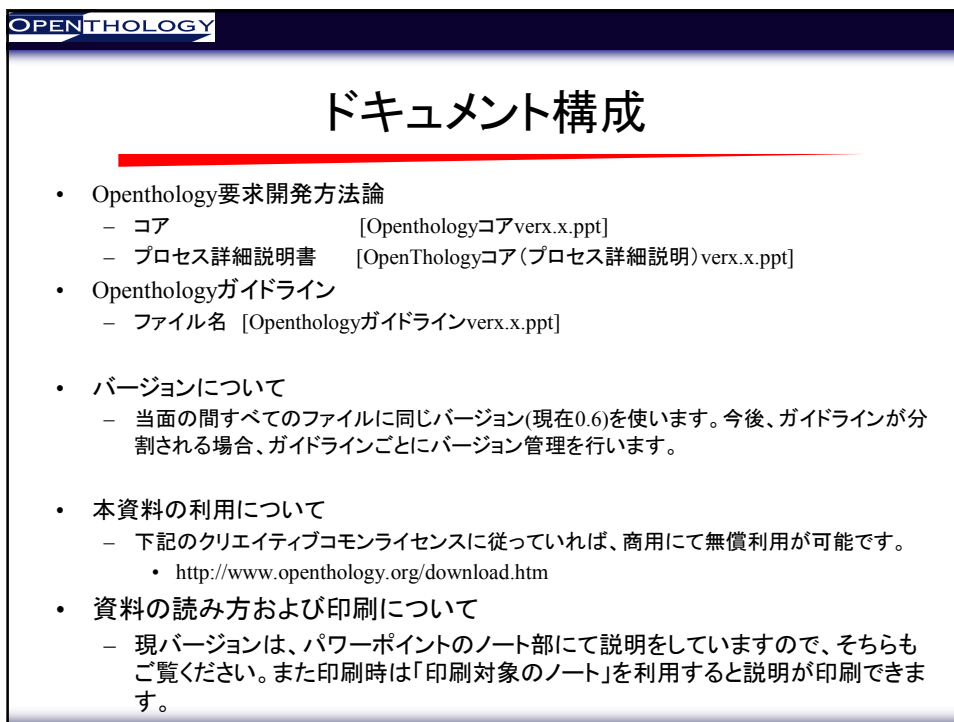 OPENTHOLOGY
ドキュメント構成
• Openthology要求開発方法論
– コア [Openthologyコアverx.x.ppt]
– プロセス詳細説明書 [OpenThologyコア(プロセス詳細説明)verx.x.ppt]
• Openthologyガイドライン
– ファイル名 [Openthologyガイドラインverx.x.ppt]
• バージョンについて
– 当面の間すべてのファイルに同じバージョン(現在0.6)を使います。今後、ガイドラインが分
割される場合、ガイドラインごとにバージョン管理を行います。
• 本資料の利用について
– 下記のクリエイティブコモンライセンスに従っていれば、商用にて無償利用が可能です。
• http://www.openthology.org/download.htm
• 資料の読み方および印刷について
– 現バージョンは、パワーポイントのノート部にて説明をしていますので、そちらも
ご覧ください。また印刷時は「印刷対象のノート」を利用すると説明が印刷できま
す。